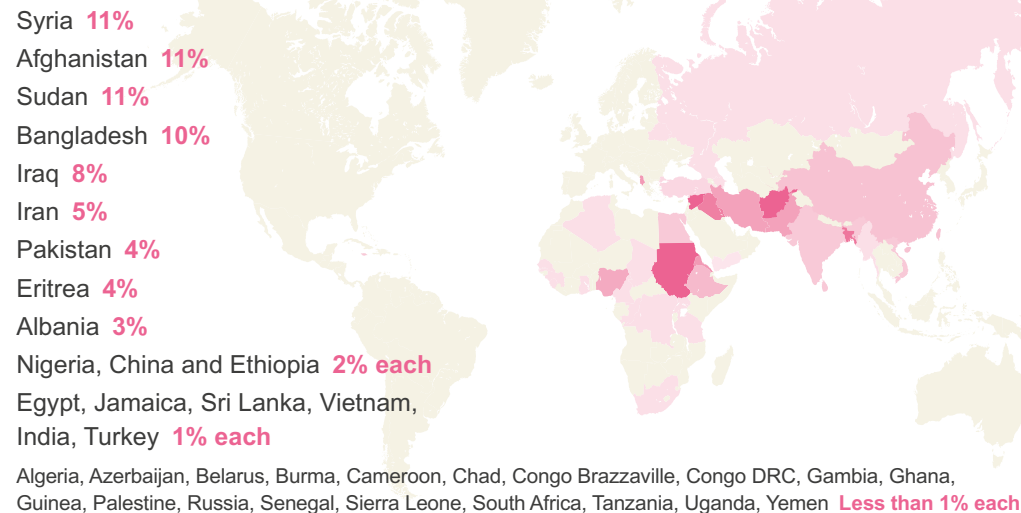 Syria 11%
Afghanistan 11%
Sudan 11%
Bangladesh 10%
Iraq 8%
Iran 5%
Pakistan 4%
Eritrea 4%
Albania 3%
Nigeria, China and Ethiopia 2% each
Egypt, Jamaica, Sri Lanka, Vietnam,
India, Turkey 1% each
Algeria, Azerbaijan, Belarus, Burma, Cameroon, Chad, Congo Brazzaville, Congo DRC, Gambia, Ghana,
Guinea, Palestine, Russia, Senegal, Sierra Leone, South Africa, Tanzania, Uganda, Yemen Less than 1% each